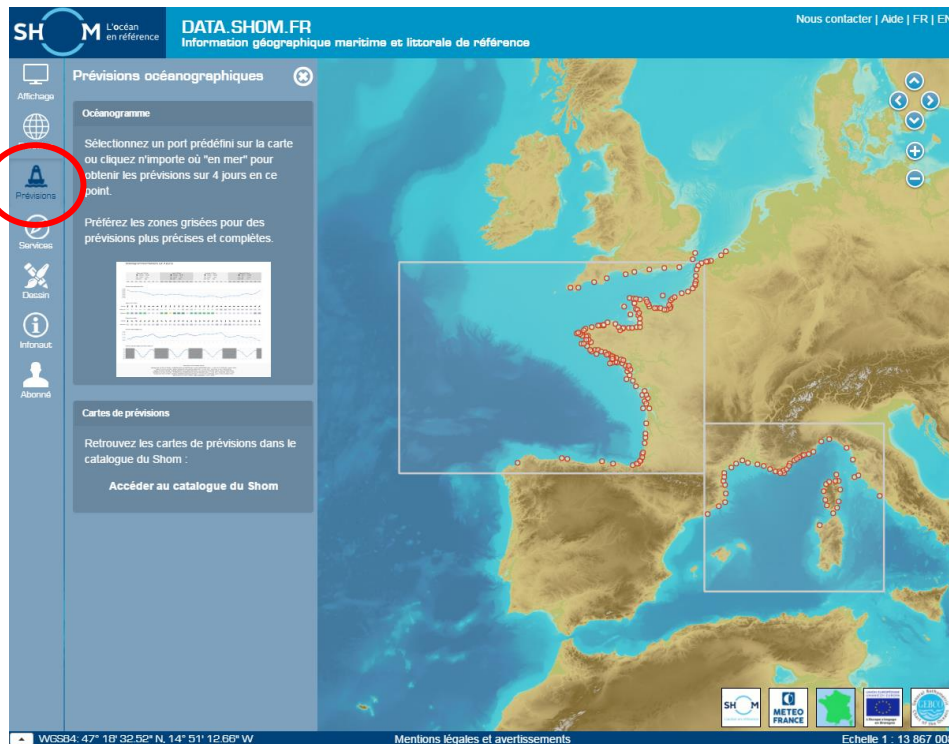 SH M L'océan
en référence
DATA.SHOM.FR
Information géographique maritime et littorale de référence
Nous contacter | Aide | FR | EN
Affichage
Prévisions
Services
Dessin
Infonaut
Abonné
Prévisions océanographiques
Océanogramme
Sélectionnez un port prédéfini sur la carte
ou cliquez n'importe où "en mer" pour
obtenir les prévisions sur 4 jours en ce
point.
Préférez les zones grisées pour des
prévisions plus précises et complètes.
Cartes de prévisions
Retrouvez les cartes de prévisions dans le
catalogue du Shom :
Accéder au catalogue du Shom
SH M
METEO
FRANCE
GEBCO
WGS84: 47° 18' 32.52" N, 14° 51' 12.66" W
Mentions légales et avertissements
Echelle 1 : 13 867 00